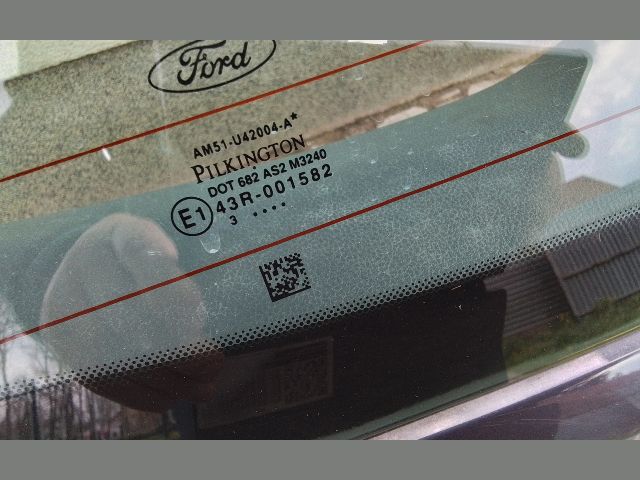 Ford
AM51-U42004-A*
PILKINGTON
DOT 682 AS2 M3240
E1 43R-001582
3 ....